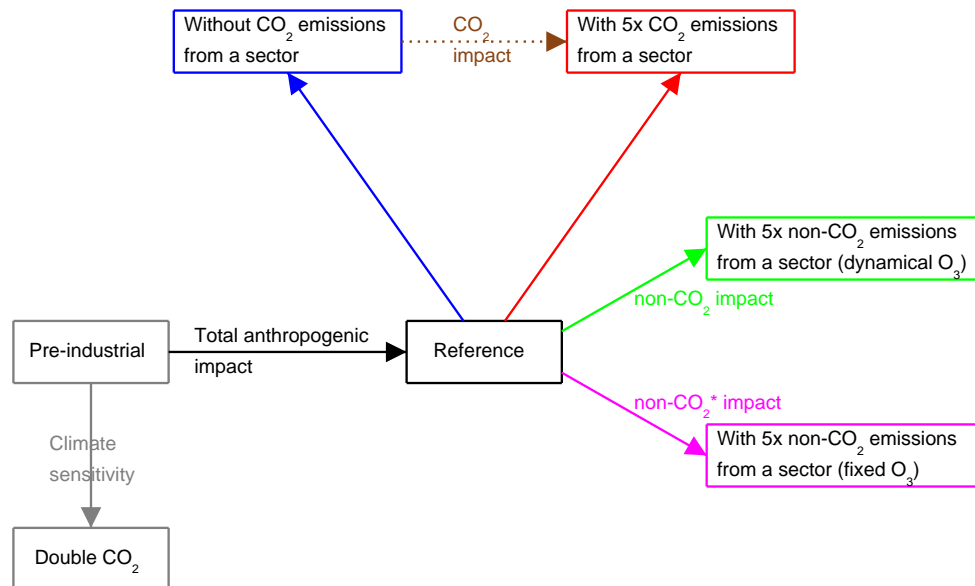 Without CO₂ emissions
from a sector
CO₂
impact
With 5x CO₂ emissions
from a sector
With 5x non-CO₂ emissions
from a sector (dynamical O₃)
non-CO₂ impact
Pre-industrial
Total anthropogenic
impact
Reference
non-CO₂* impact
With 5x non-CO₂ emissions
from a sector (fixed O₃)
Climate
sensitivity
Double CO₂